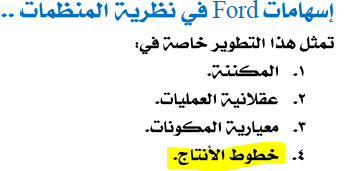 إسهامات Ford في نظرية المنظمات ..
تمثل هذا التطوير خاصة في:
١. المكننة.
٢. عقلانية العمليات.
٣. معيارية المكونات.
٤. خطوط الأنتاج.